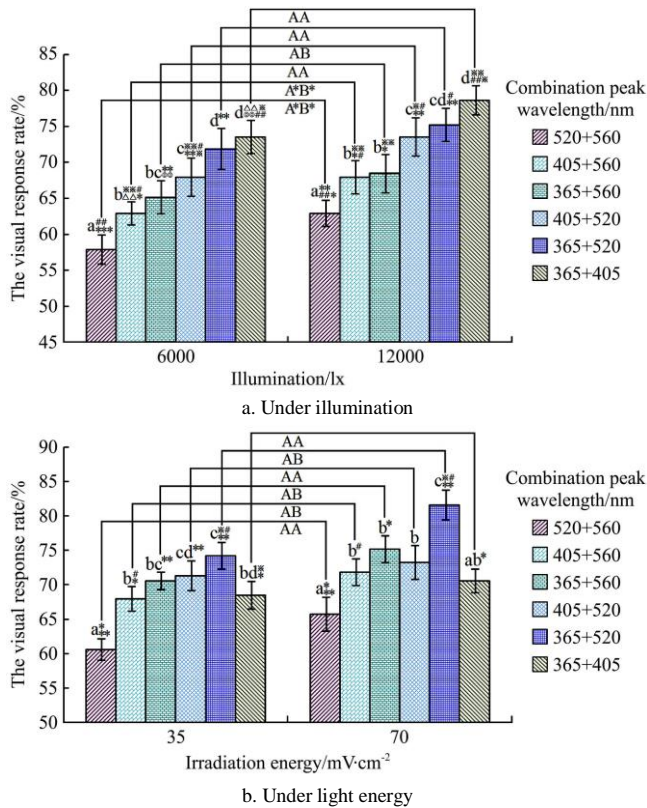 AA
AA
AB
AA
A*B*
A*B*
The visual response rate/%
85
80
75
70
65
60
55
50
45
6000
12000
Illumination/lx
Combination peak
wavelength/nm
520+560
405+560
365+560
405+520
365+520
365+405
a. Under illumination
AA
AB
AA
AB
AB
AA
The visual response rate/%
90
85
80
75
70
65
60
55
50
35
70
Irradiation energy/mV·cm-2
Combination peak
wavelength/nm
520+560
405+560
365+560
405+520
365+520
365+405
b. Under light energy